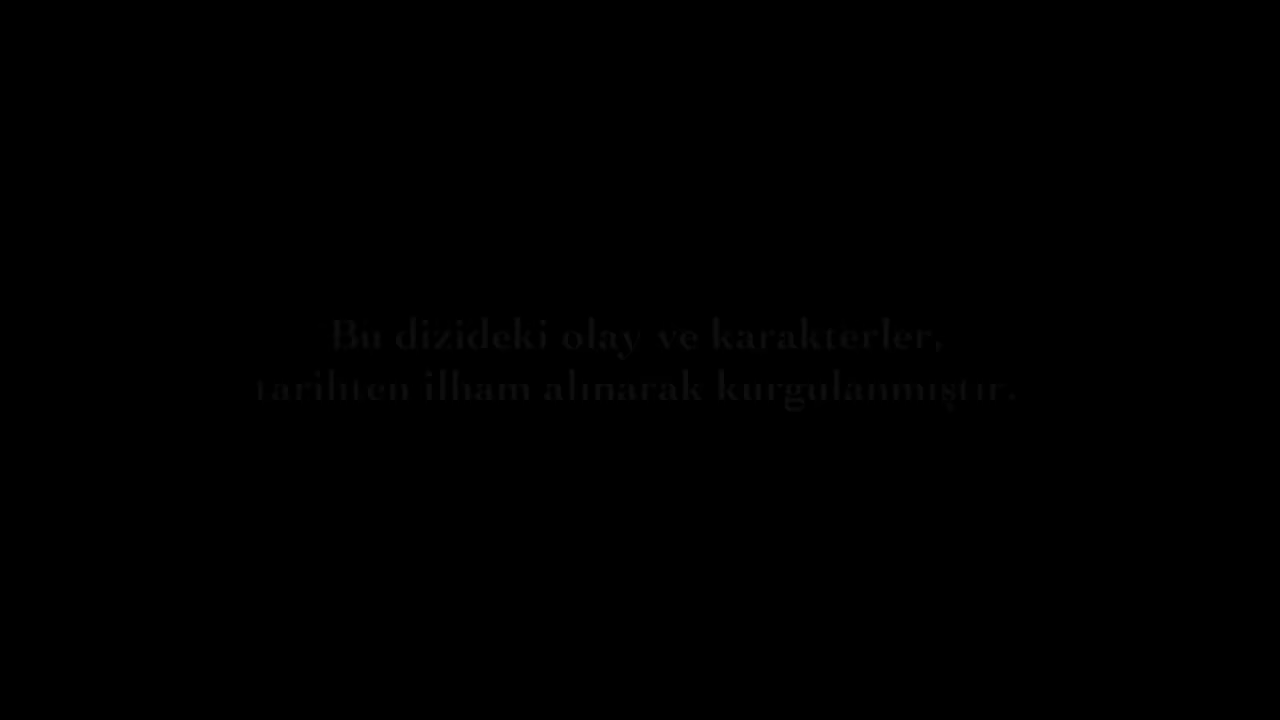 Bu dizideki olay ve karakterler,
tarihten ilham alınarak kurgulanmıştır.